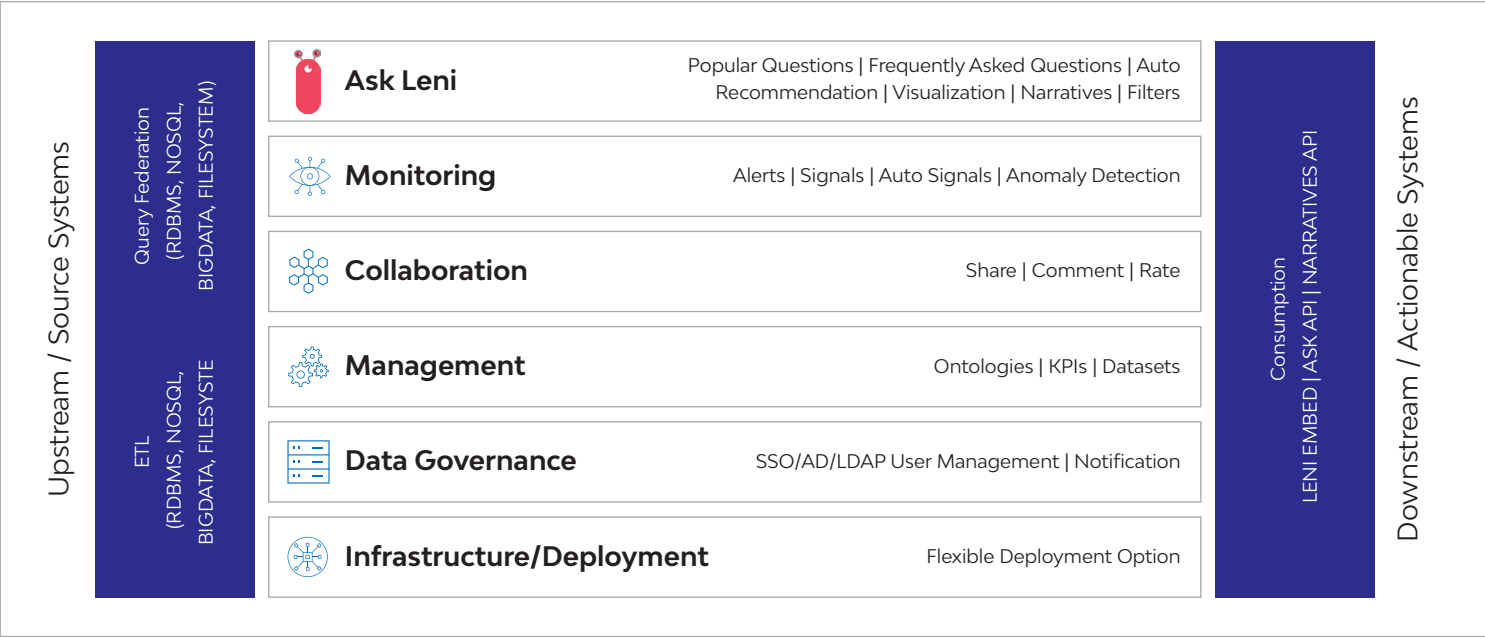 Upstream / Source Systems
Query Federation
(RDBMS, NOSQL,
BIGDATA, FILESYSTEM)
ETL
(RDBMS, NOSQL,
BIGDATA, FILESYSTE
Ask Leni
Popular Questions | Frequently Asked Questions | Auto
Recommendation | Visualization | Narratives | Filters
Monitoring
Alerts | Signals | Auto Signals | Anomaly Detection
Collaboration
Share | Comment | Rate
Management
Ontologies | KPIs | Datasets
Data Governance
SSO/AD/LDAP User Management | Notification
Infrastructure/Deployment
Flexible Deployment Option
Consumption
LENI EMBED | ASK API | NARRATIVES API
Downstream / Actionable Systems